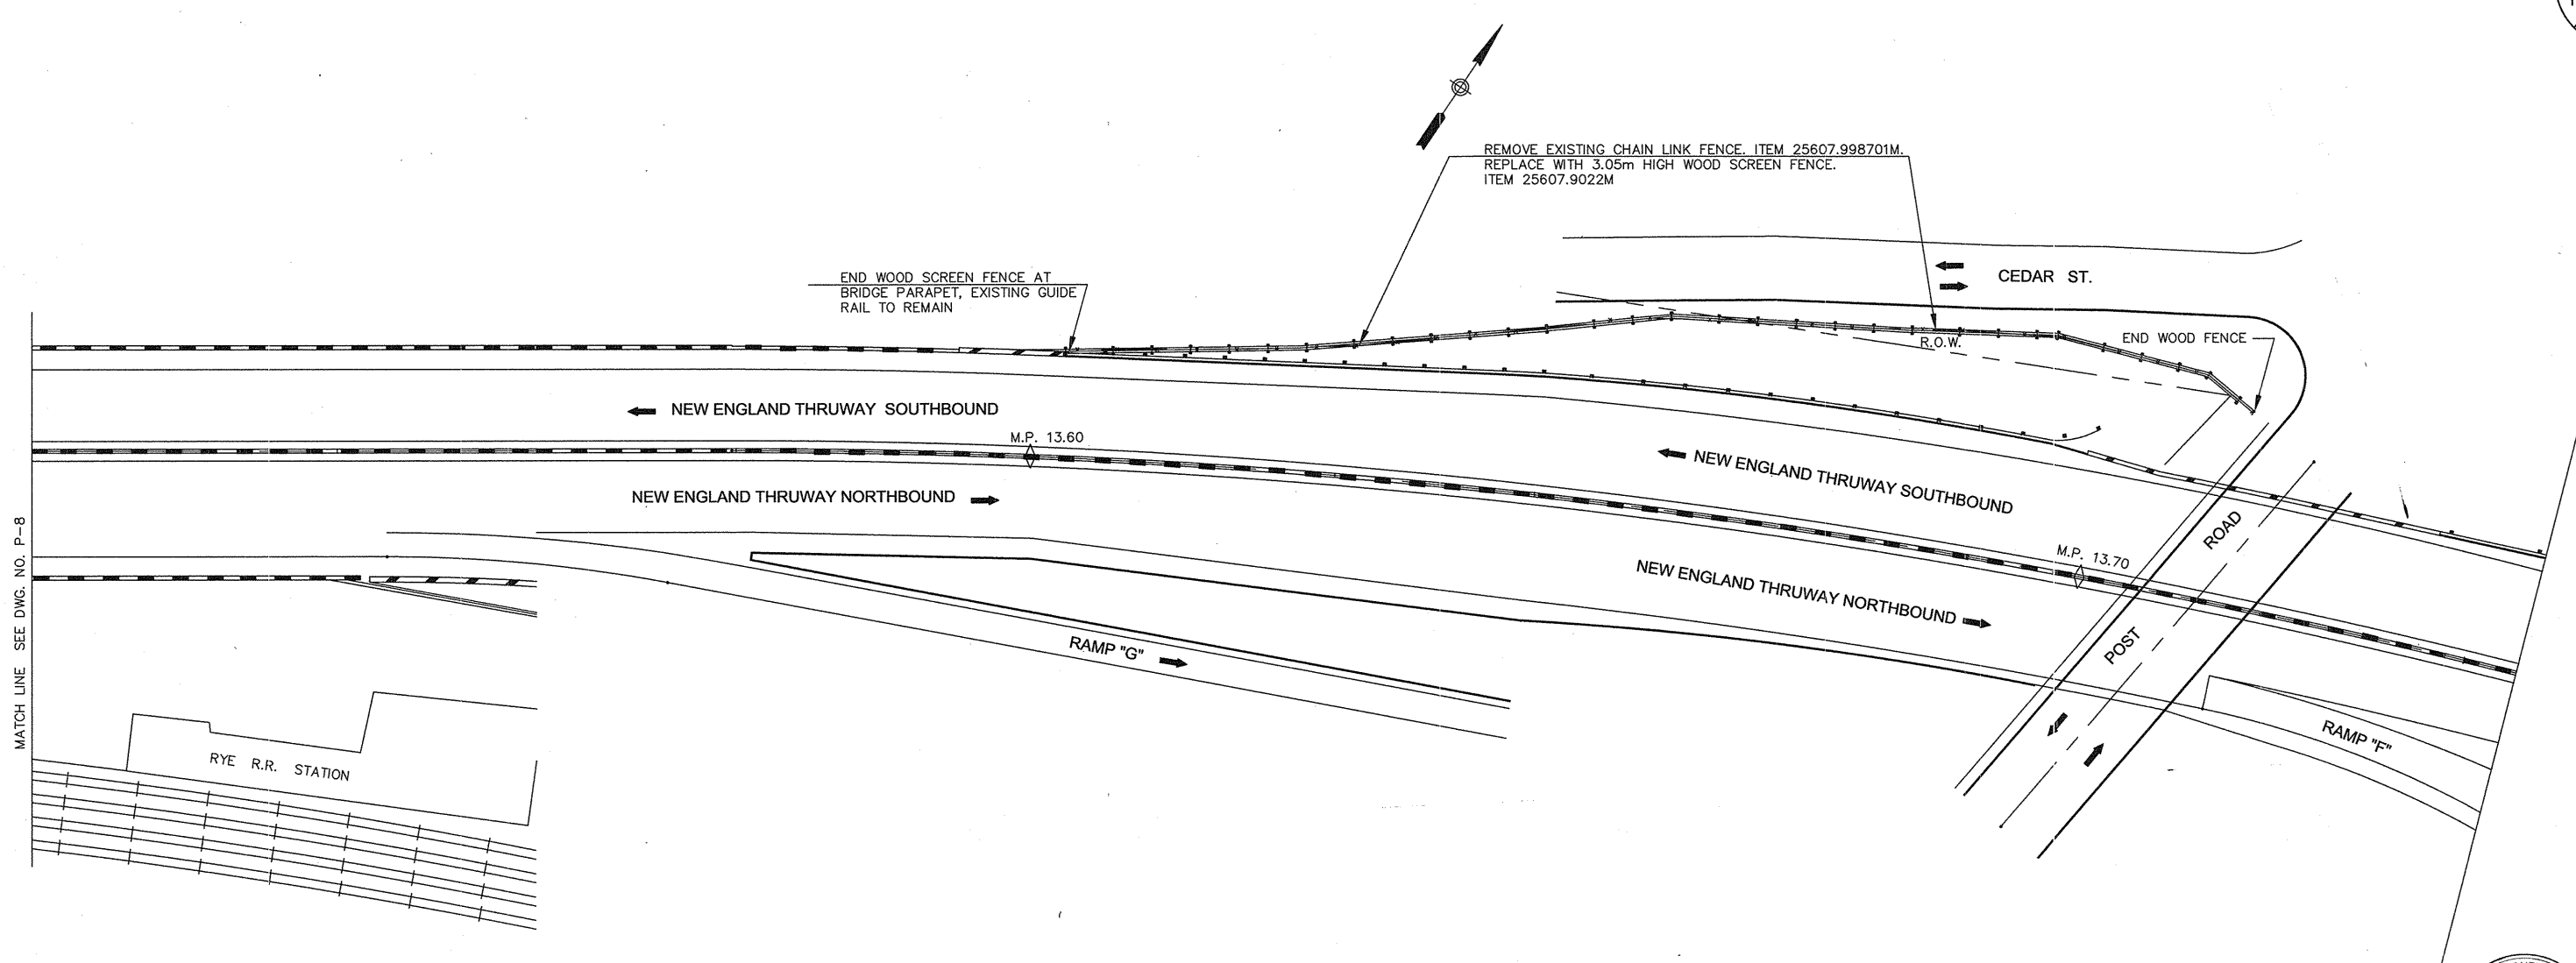 REMOVE EXISTING CHAIN LINK FENCE. ITEM 25607.998701M.
REPLACE WITH 3.05m HIGH WOOD SCREEN FENCE.
ITEM 25607.9022M
END WOOD SCREEN FENCE AT
BRIDGE PARAPET, EXISTING GUIDE
RAIL TO REMAIN
CEDAR ST.
R.O.W.
END WOOD FENCE
NEW ENGLAND THRUWAY SOUTHBOUND
M.P. 13.60
NEW ENGLAND THRUWAY NORTHBOUND
NEW ENGLAND THRUWAY SOUTHBOUND
M.P. 13.70
NEW ENGLAND THRUWAY NORTHBOUND
POST ROAD
RAMP "G"
RAMP "F"
RYE R.R. STATION
MATCH LINE SEE DWG. NO. P-8